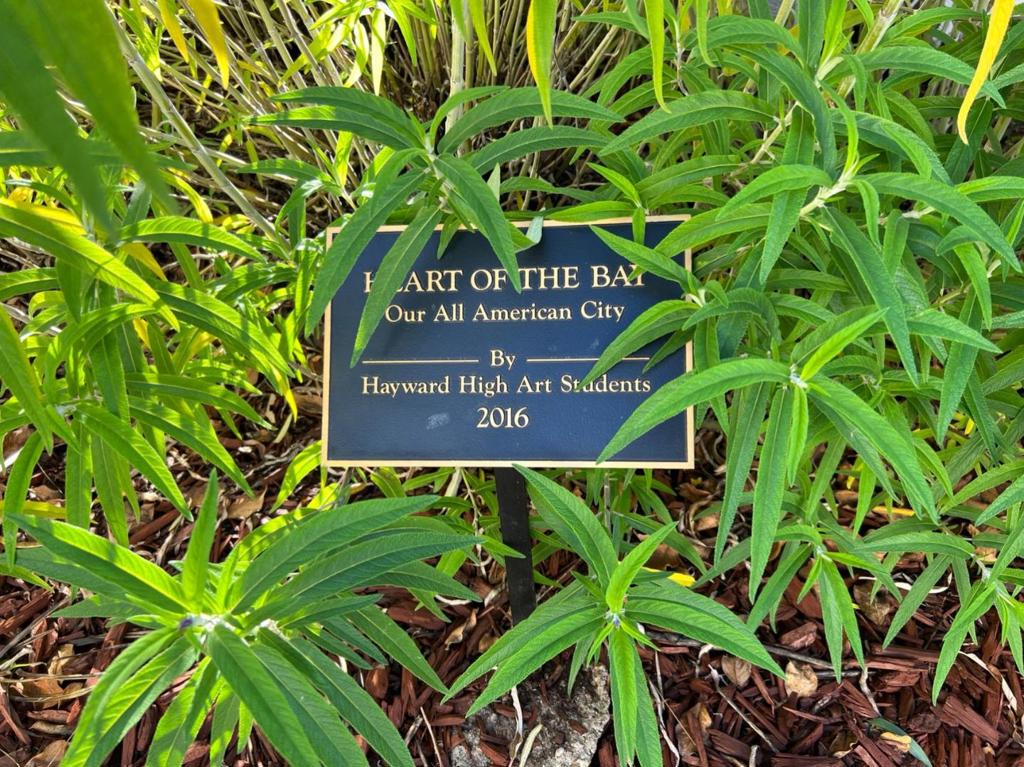 HEART OF THE BAY
Our All American City
By
Hayward High Art Students
2016